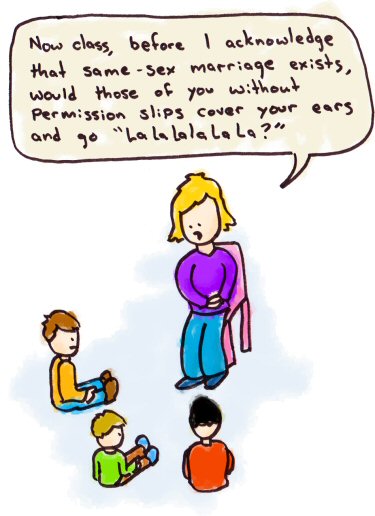 Now class, before I acknowledge
that same-sex marriage exists,
would those of you without
Permission slips cover your ears
and go "LaLaLaLaLaLa?"